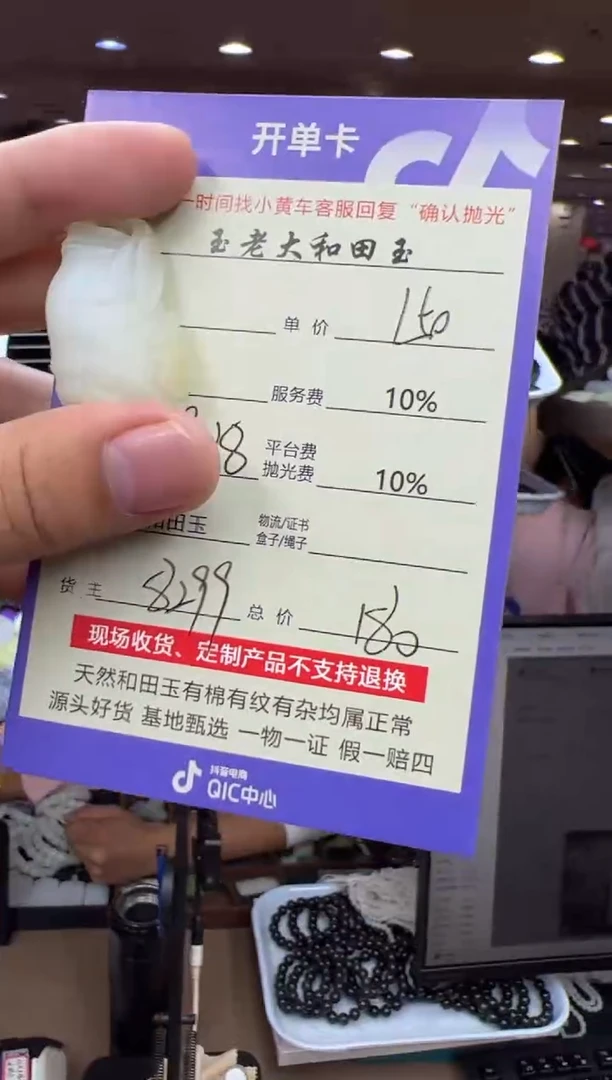 开单卡
一时间找小黄车客服回复“确认抛光”
玉老大和田玉
单价 150
服务费 10%
平台费
抛光费 10%
和田玉 物流/证书
盒子/绳子
货主 8299 总价 180
现场收货、定制产品不支持退换
天然和田玉有棉有纹有杂均属正常
源头好货 基地甄选 一物一证 假一赔四
抖音电商
QIC中心